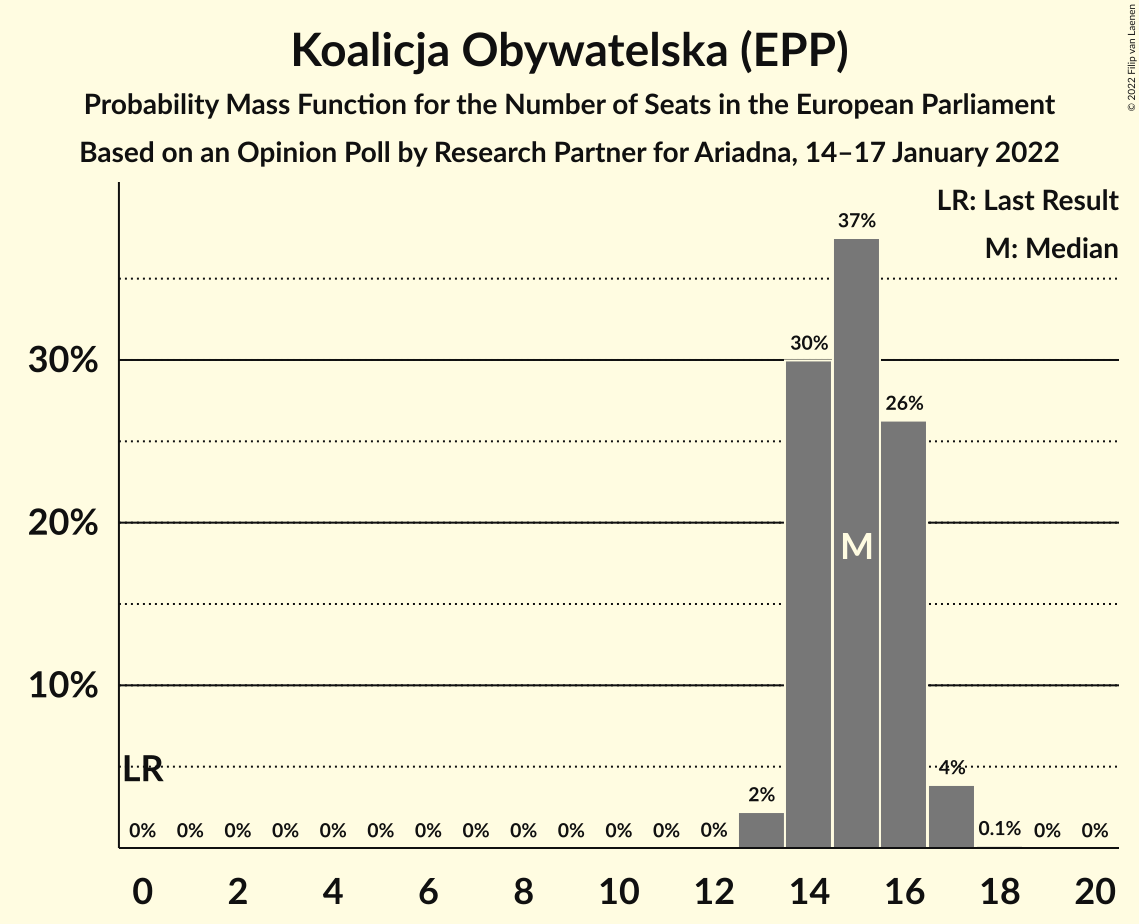 Koalicja Obywatelska (EPP)
Probability Mass Function for the Number of Seats in the European Parliament
Based on an Opinion Poll by Research Partner for Ariadna, 14–17 January 2022
© 2022 Filip van Laenen
LR: Last Result
M: Median
37%
30%
30%
26%
20%
M
10%
LR
4%
2%
0% 0% 0% 0% 0% 0% 0% 0% 0% 0% 0% 0% 0% 0.1% 0% 0%
0 2 4 6 8 10 12 14 16 18 20